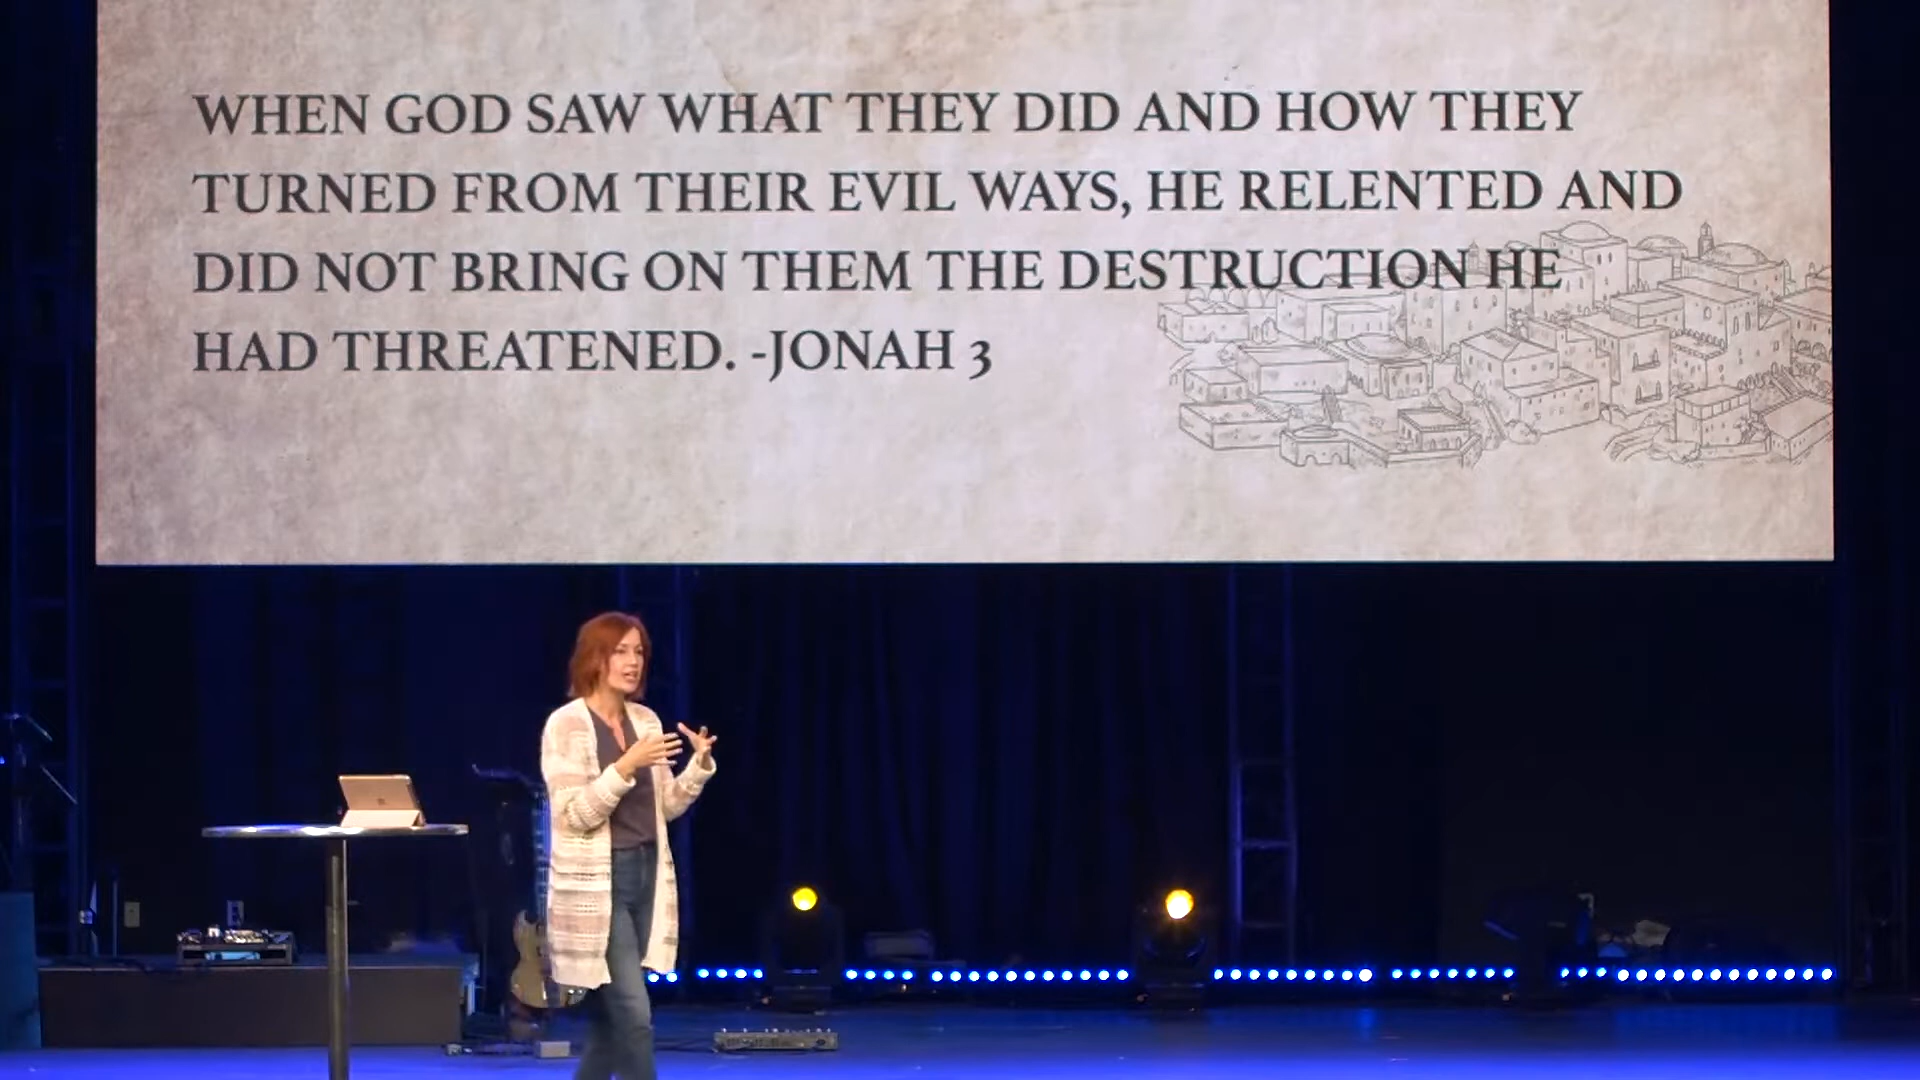 WHEN GOD SAW WHAT THEY DID AND HOW THEY
TURNED FROM THEIR EVIL WAYS, HE RELENTED AND
DID NOT BRING ON THEM THE DESTRUCTION HE
HAD THREATENED. -JONAH 3